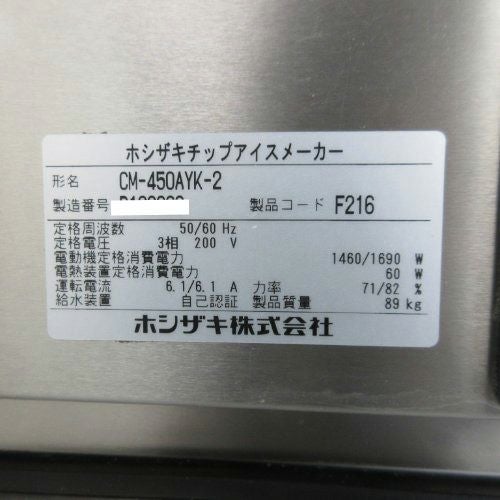 ホシザキチップアイスメーカー
形名 CM-450AYK-2
製造番号 製品コード F216
定格周波数 50/60 Hz
定格電圧 3相 200 V
電動機定格消費電力 1460/1690 W
電熱装置定格消費電力 60 W
運転電流 6.1/6.1 A 力率 71/82 %
給水装置 自己認証 製品質量 89 kg
ホシザキ株式会社